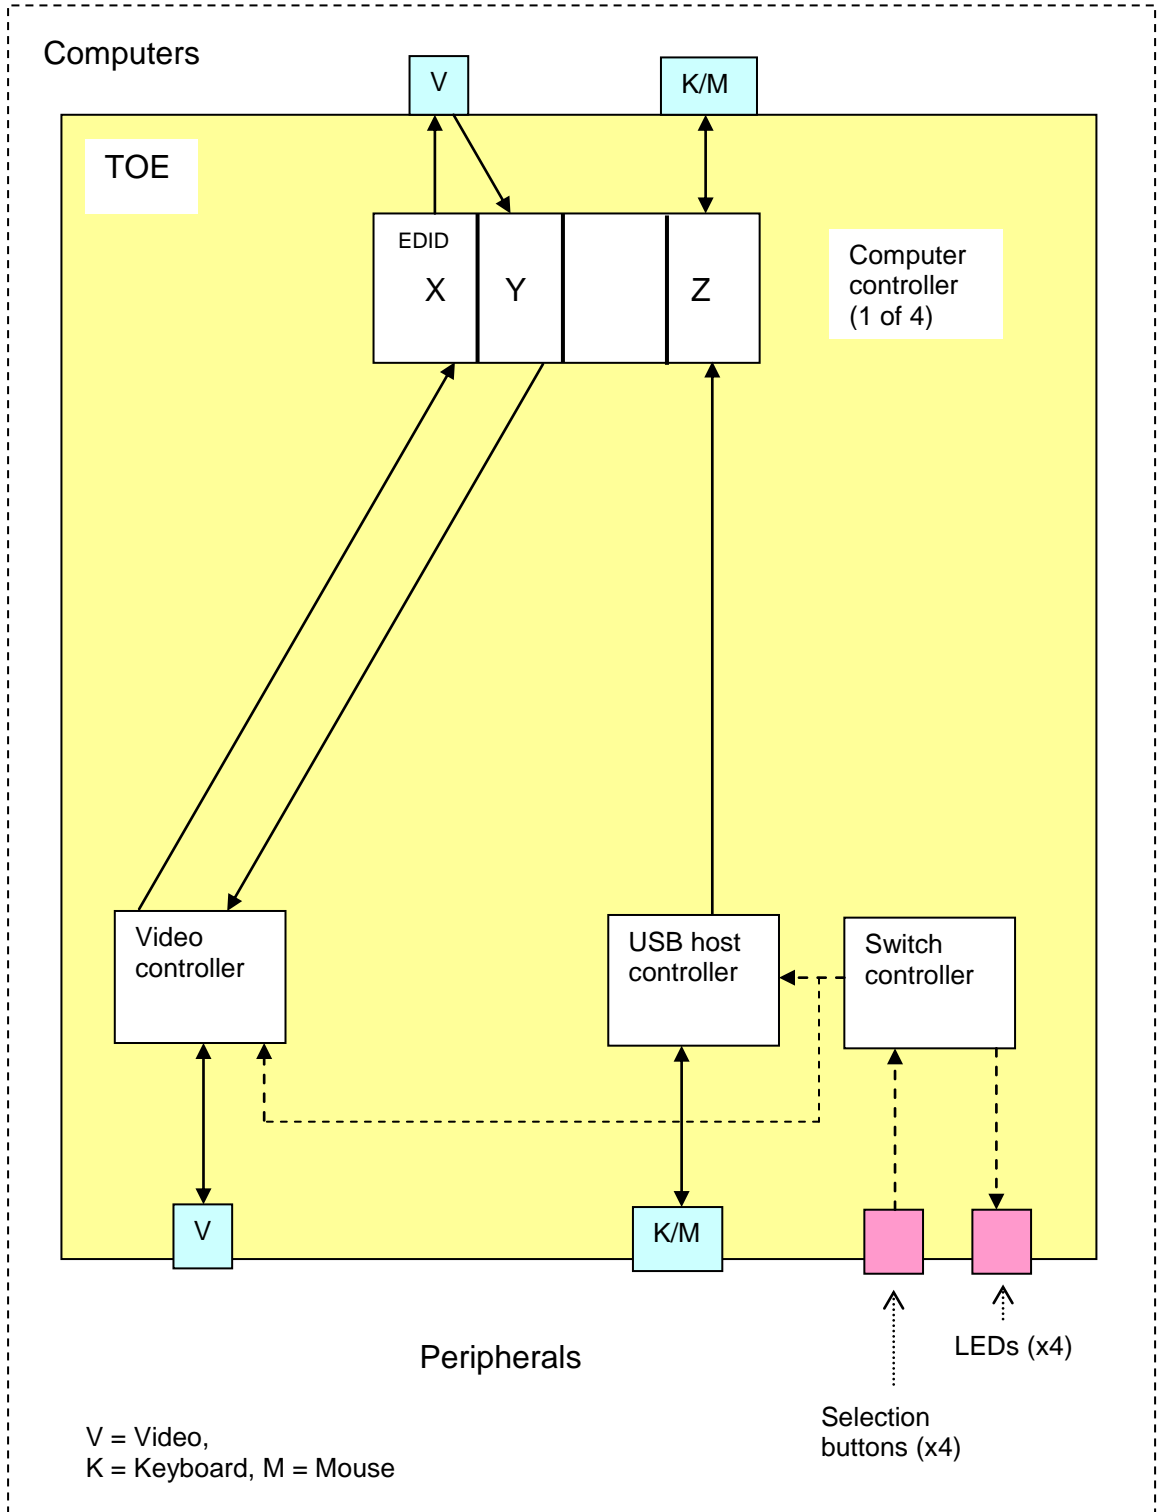 Computers
V
K/M
TOE
EDID
X
Y
Z
Computer
controller
(1 of 4)
Video
controller
USB host
controller
Switch
controller
V
K/M
Peripherals
LEDs (x4)
Selection
buttons (x4)
V = Video,
K = Keyboard, M = Mouse